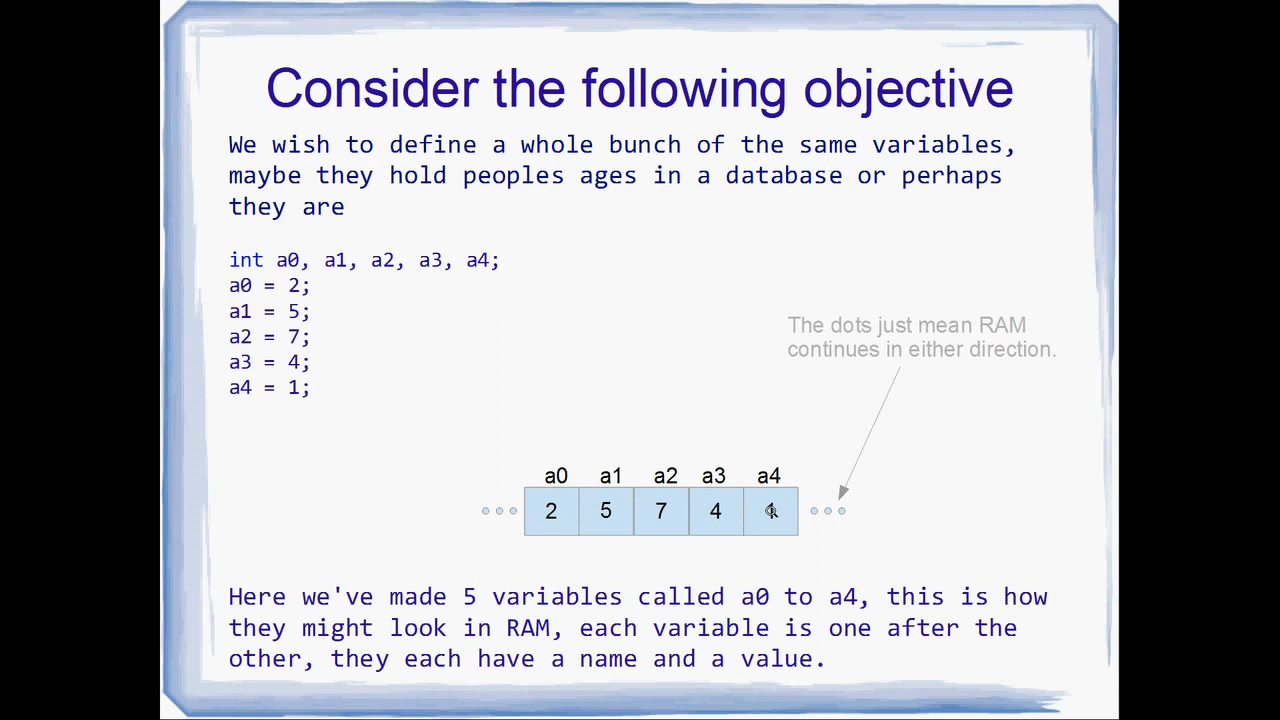 Consider the following objective
We wish to define a whole bunch of the same variables,
maybe they hold peoples ages in a database or perhaps
they are
int a0, a1, a2, a3, a4;
a0 = 2;
a1 = 5;
a2 = 7;
a3 = 4;
a4 = 1;
The dots just mean RAM
continues in either direction.
a0 a1 a2 a3 a4
2 5 7 4 1
Here we've made 5 variables called a0 to a4, this is how
they might look in RAM, each variable is one after the
other, they each have a name and a value.